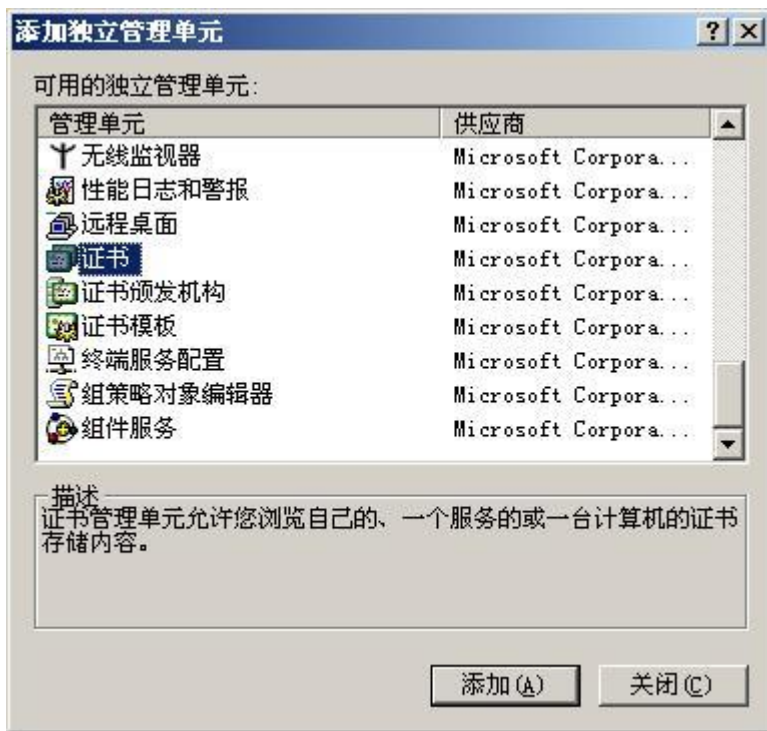 添加独立管理单元
可用的独立管理单元:
管理单元 供应商
无线监视器 Microsoft Corpora...
性能日志和警报 Microsoft Corpora...
远程桌面 Microsoft Corpora...
证书 Microsoft Corpora...
证书颁发机构 Microsoft Corpora...
证书模板 Microsoft Corpora...
终端服务配置 Microsoft Corpora...
组策略对象编辑器 Microsoft Corpora...
组件服务 Microsoft Corpora...
描述
证书管理单元允许您浏览自己的、一个服务的或一台计算机的证书
存储内容。
添加(A) 关闭(C)